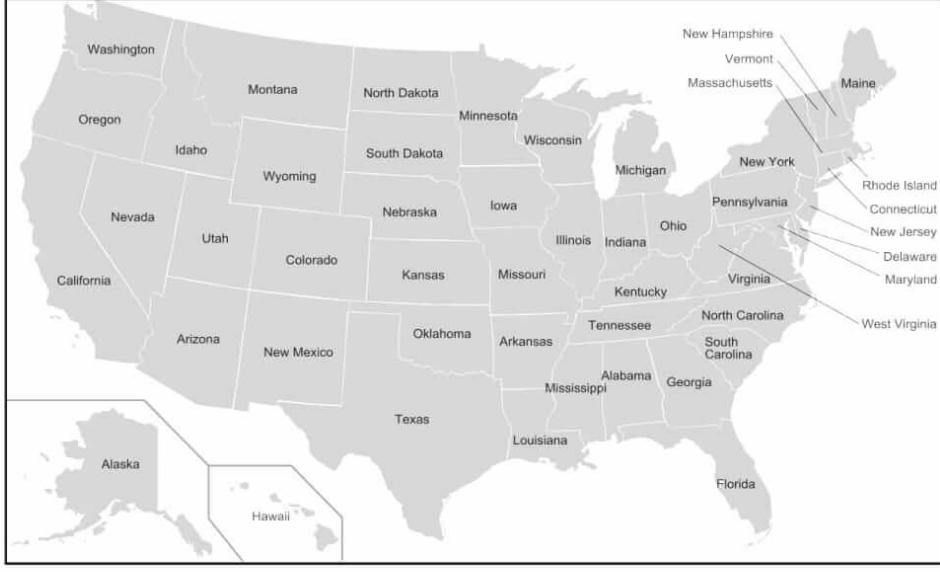 New Hampshire
Vermont
Massachusetts
Maine
Washington
Montana
North Dakota
Minnesota
Oregon
Wisconsin
Idaho
South Dakota
Michigan
New York
Wyoming
Rhode Island
Pennsylvania
Iowa
Nebraska
Connecticut
Nevada
Ohio
New Jersey
Utah
Illinois
Indiana
Delaware
Colorado
Kansas
Missouri
California
Virginia
Maryland
Kentucky
North Carolina
West Virginia
Tennessee
Oklahoma
Arizona
Arkansas
South
Carolina
New Mexico
Alabama
Georgia
Mississippi
Texas
Louisiana
Alaska
Florida
Hawaii